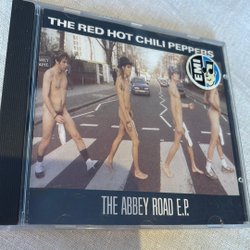 THE RED HOT CHILI PEPPERS
EMI
THE ABBEY ROAD E.P.